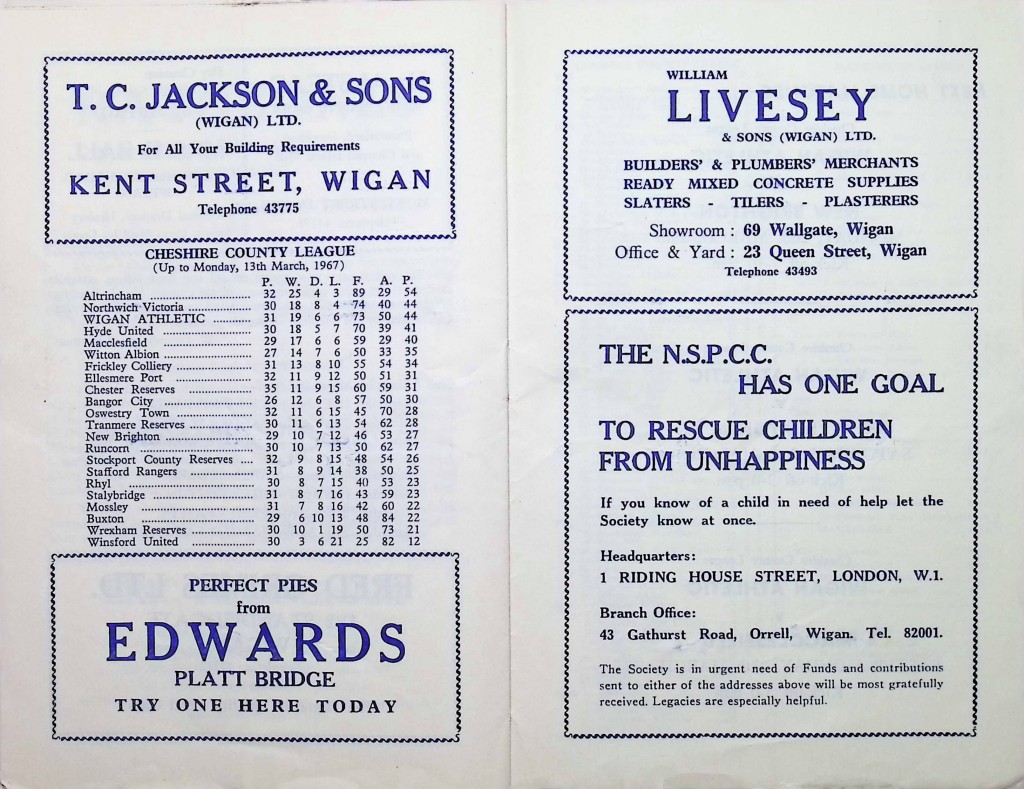 T. C. JACKSON & SONS
(WIGAN) LTD.
For All Your Building Requirements
KENT STREET, WIGAN
Telephone 43775
CHESHIRE COUNTY LEAGUE
(Up to Monday, 13th March, 1967)
P. W. D. L. F. A. P.
Altrincham ............ 32 25 4 3 89 29 54
Northwich Victoria ............ 30 18 8 4 74 40 44
WIGAN ATHLETIC ............ 31 19 6 6 73 50 44
Hyde United ............ 30 18 5 7 70 39 41
Macclesfield ............ 29 17 6 6 59 29 40
Witton Albion ............ 27 14 7 6 50 33 35
Frickley Colliery ............ 31 13 8 10 55 54 34
Ellesmere Port ............ 32 11 9 12 50 51 31
Chester Reserves ............ 35 11 9 15 60 59 31
Bangor City ............ 26 12 6 8 57 50 30
Oswestry Town ............ 32 11 6 15 45 70 28
Tranmere Reserves ............ 30 11 6 13 54 62 28
New Brighton ............ 29 10 7 12 46 53 27
Runcorn ............ 30 10 7 13 50 62 27
Stockport County Reserves .... 32 9 8 15 48 54 26
Stafford Rangers ............ 31 8 9 14 38 50 25
Rhyl ............ 30 8 7 15 40 53 23
Stalybridge ............ 31 8 7 16 43 59 23
Mossley ............ 31 7 8 16 42 60 22
Buxton ............ 29 6 10 13 48 84 22
Wrexham Reserves ............ 30 10 1 19 50 73 21
Winsford United ............ 30 3 6 21 25 82 12
PERFECT PIES
from
EDWARDS
PLATT BRIDGE
TRY ONE HERE TODAY
WILLIAM
LIVESEY
& SONS (WIGAN) LTD.
BUILDERS' & PLUMBERS' MERCHANTS
READY MIXED CONCRETE SUPPLIES
SLATERS - TILERS - PLASTERERS
Showroom : 69 Wallgate, Wigan
Office & Yard : 23 Queen Street, Wigan
Telephone 43493
THE N.S.P.C.C.
HAS ONE GOAL
TO RESCUE CHILDREN
FROM UNHAPPINESS
If you know of a child in need of help let the
Society know at once.
Headquarters:
1 RIDING HOUSE STREET, LONDON, W.1.
Branch Office:
43 Gathurst Road, Orrell, Wigan. Tel. 82001.
The Society is in urgent need of Funds and contributions
sent to either of the addresses above will be most gratefully
received. Legacies are especially helpful.